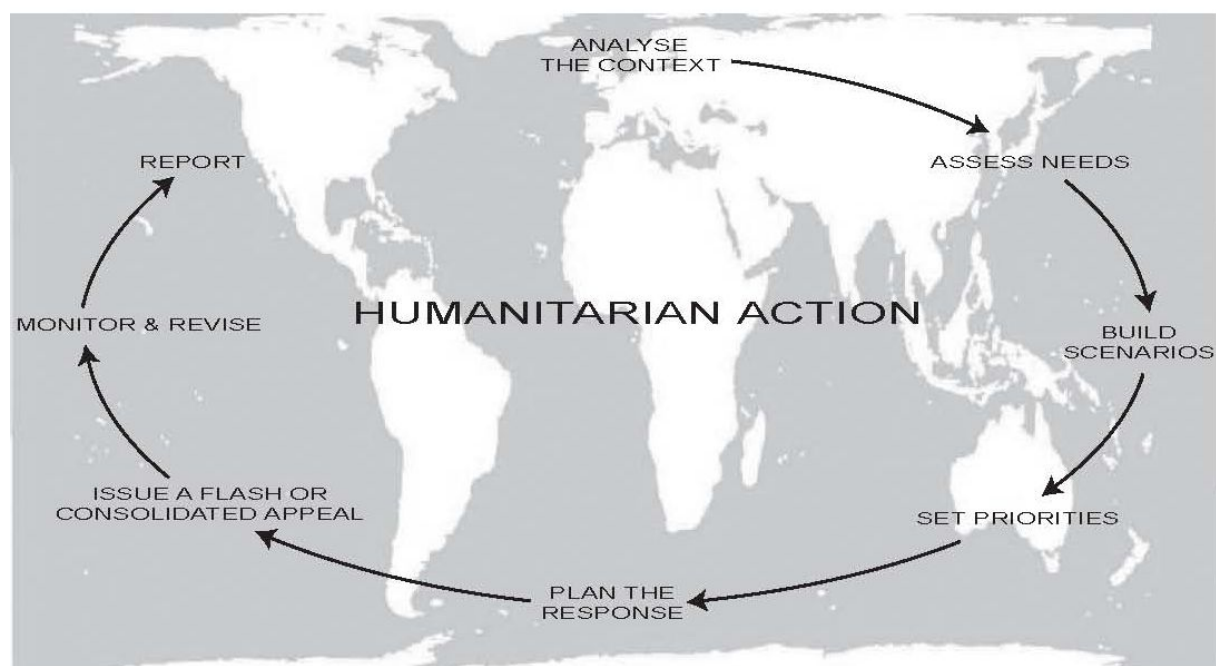 ANALYSE
THE CONTEXT
REPORT
ASSESS NEEDS
HUMANITARIAN ACTION
MONITOR & REVISE
BUILD
SCENARIOS
ISSUE A FLASH OR
CONSOLIDATED APPEAL
SET PRIORITIES
PLAN THE
RESPONSE